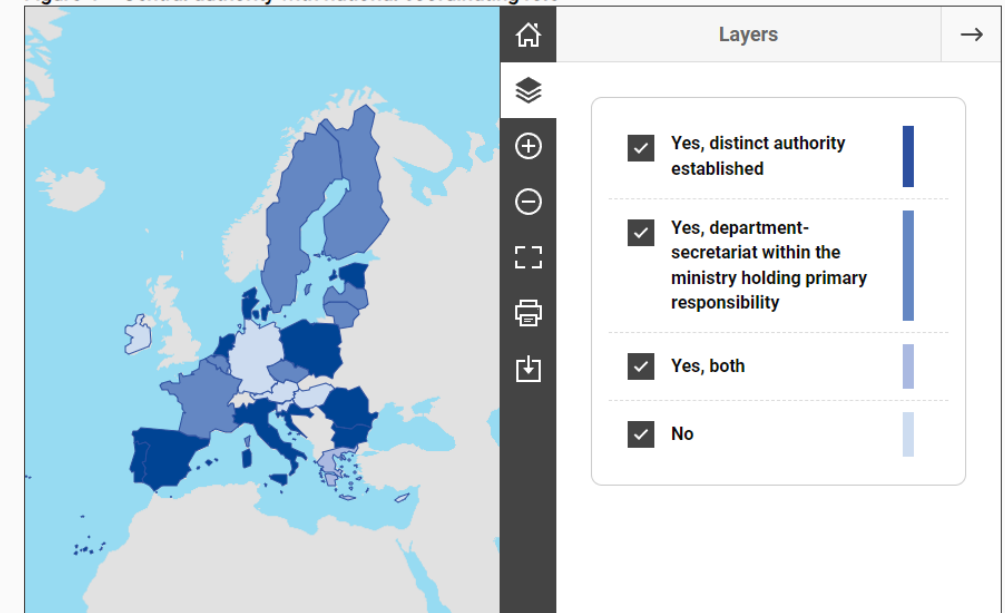 Layers
Yes, distinct authority
established
Yes, department-
secretariat within the
ministry holding primary
responsibility
Yes, both
No